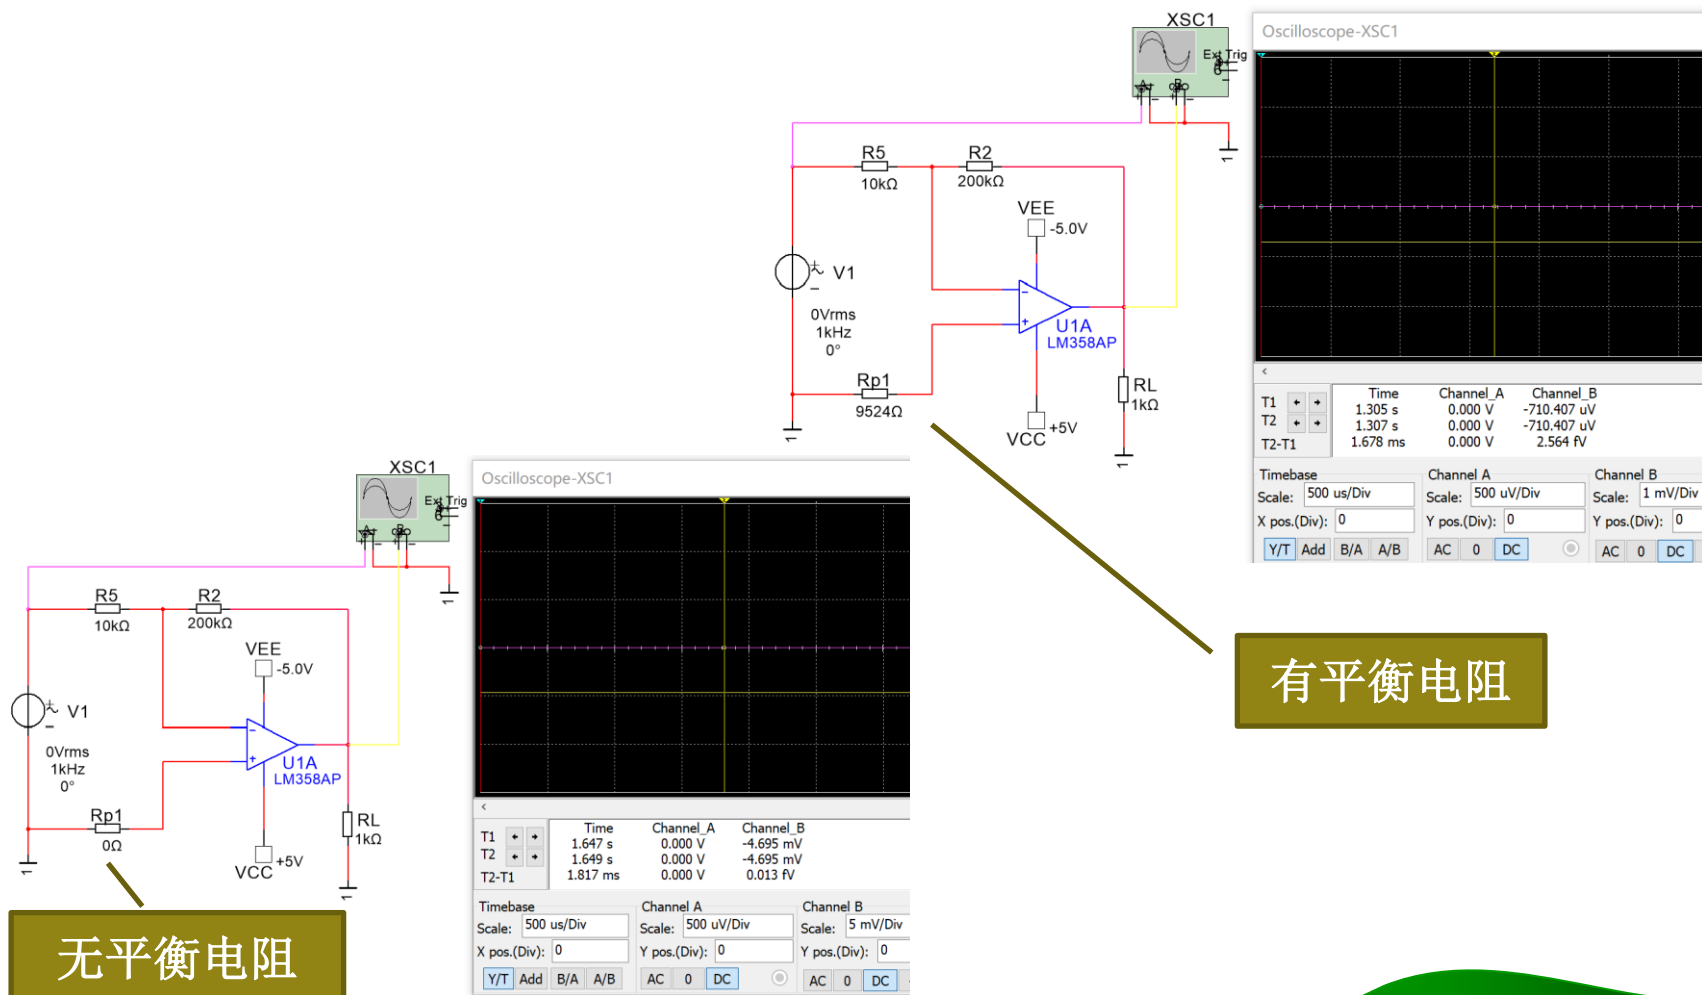 XSC1
Ext Trig
R5
10kΩ
R2
200kΩ
VEE
-5.0V
V1
0Vrms
1kHz
0°
U1A
LM358AP
Rp1
9524Ω
VCC
+5V
RL
1kΩ
Oscilloscope-XSC1
T1
T2
T2-T1
Time Channel_A Channel_B
1.305 s 0.000 V -710.407 uV
1.307 s 0.000 V -710.407 uV
1.678 ms 0.000 V 2.564 fV
Timebase
Scale: 500 us/Div
X pos.(Div): 0
Y/T Add B/A A/B
Channel A
Scale: 500 uV/Div
Y pos.(Div): 0
AC 0 DC
Channel B
Scale: 1 mV/Div
Y pos.(Div): 0
AC 0 DC
有平衡电阻
XSC1
Ext Trig
R5
10kΩ
R2
200kΩ
VEE
-5.0V
V1
0Vrms
1kHz
0°
U1A
LM358AP
Rp1
0Ω
VCC
+5V
RL
1kΩ
Oscilloscope-XSC1
T1
T2
T2-T1
Time Channel_A Channel_B
1.647 s 0.000 V -4.695 mV
1.649 s 0.000 V -4.695 mV
1.817 ms 0.000 V 0.013 fV
Timebase
Scale: 500 us/Div
X pos.(Div): 0
Y/T Add B/A A/B
Channel A
Scale: 500 uV/Div
Y pos.(Div): 0
AC 0 DC
Channel B
Scale: 5 mV/Div
Y pos.(Div): 0
AC 0 DC
无平衡电阻